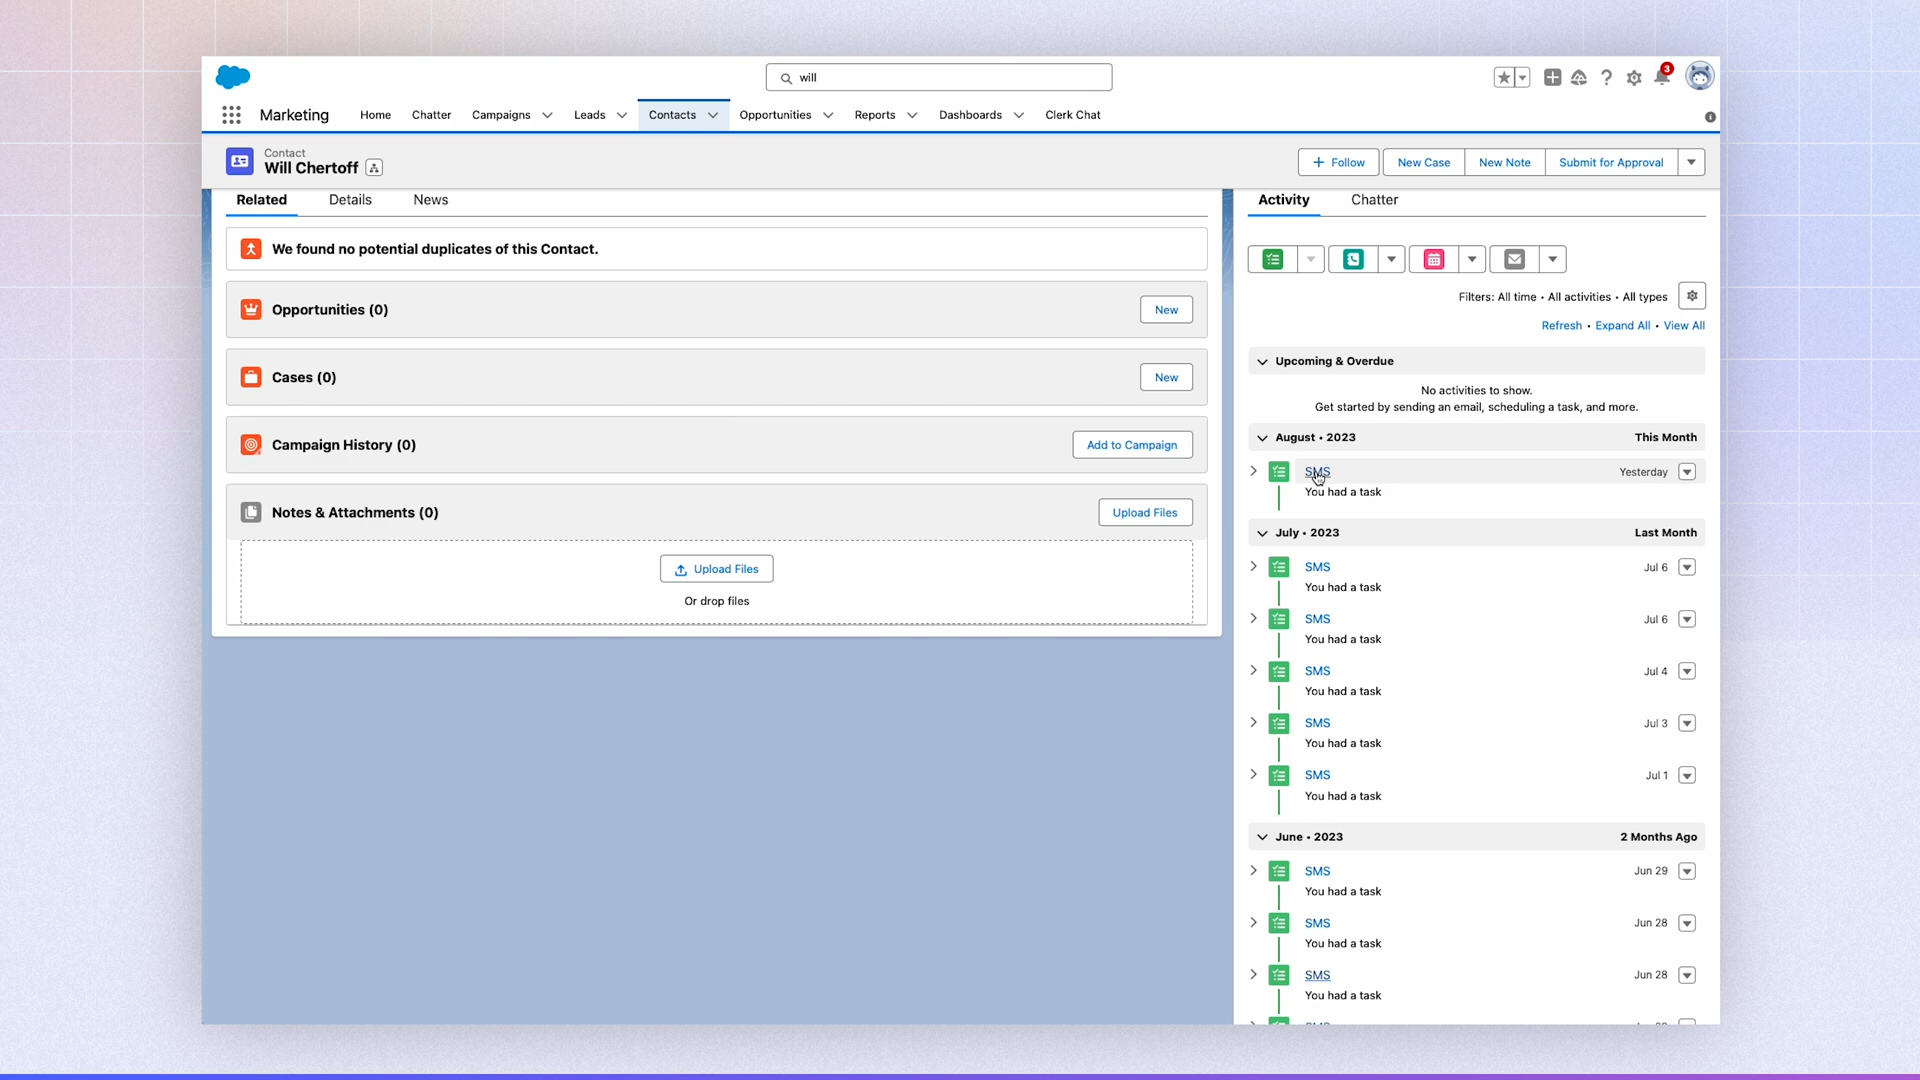 will
3
Marketing
Home
Chatter
Campaigns
Leads
Contacts
Opportunities
Reports
Dashboards
Clerk Chat
Contact
Will Chertoff
+ Follow
New Case
New Note
Submit for Approval
Related
Details
News
We found no potential duplicates of this Contact.
Opportunities (0)
New
Cases (0)
New
Campaign History (0)
Add to Campaign
Notes & Attachments (0)
Upload Files
Upload Files
Or drop files
Activity
Chatter
Filters: All time • All activities • All types
Refresh • Expand All • View All
Upcoming & Overdue
No activities to show.
Get started by sending an email, scheduling a task, and more.
August • 2023 This Month
SMS Yesterday
You had a task
July • 2023 Last Month
SMS Jul 6
You had a task
SMS Jul 6
You had a task
SMS Jul 4
You had a task
SMS Jul 3
You had a task
SMS Jul 1
You had a task
June • 2023 2 Months Ago
SMS Jun 29
You had a task
SMS Jun 28
You had a task
SMS Jun 28
You had a task